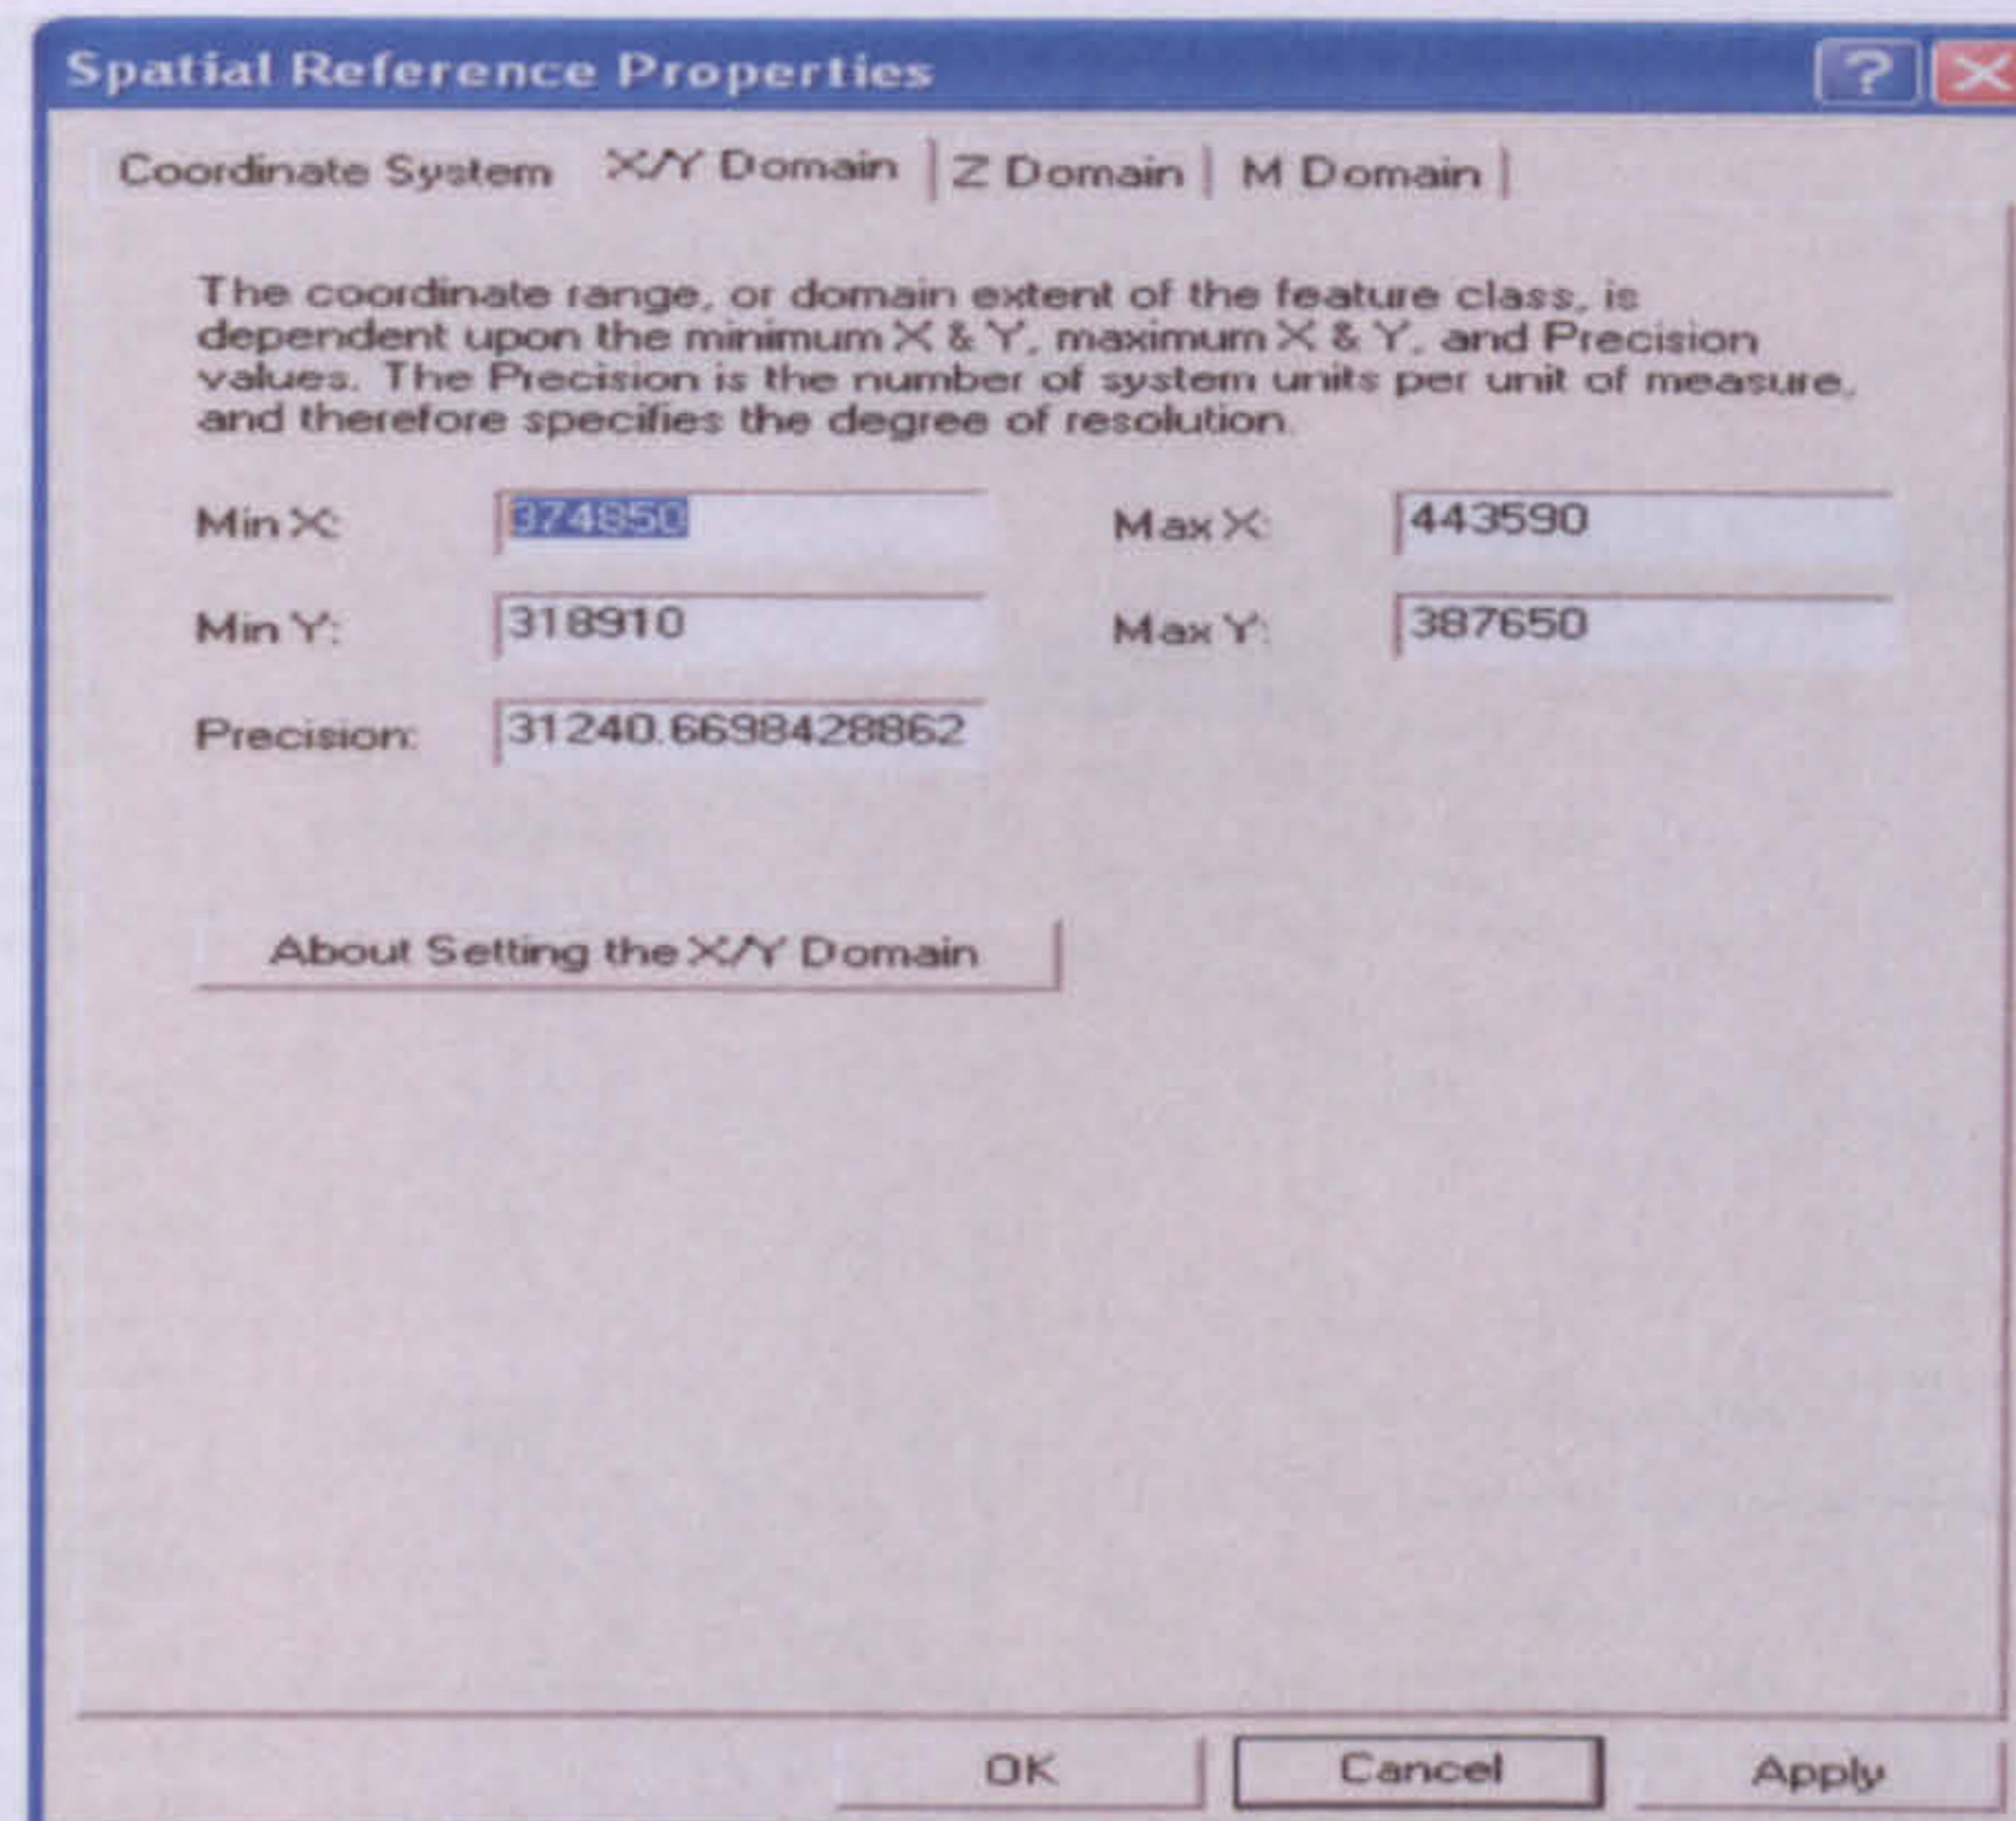 Spatial Reference Properties
Coordinate System X/Y Domain Z Domain M Domain
The coordinate range, or domain extent of the feature class, is
dependent upon the minimum X & Y, maximum X & Y, and Precision
values. The Precision is the number of system units per unit of measure,
and therefore specifies the degree of resolution.
Min X: 374850 Max X: 443590
Min Y: 318910 Max Y: 387650
Precision: 31240.6698428862
About Setting the X/Y Domain
OK Cancel Apply